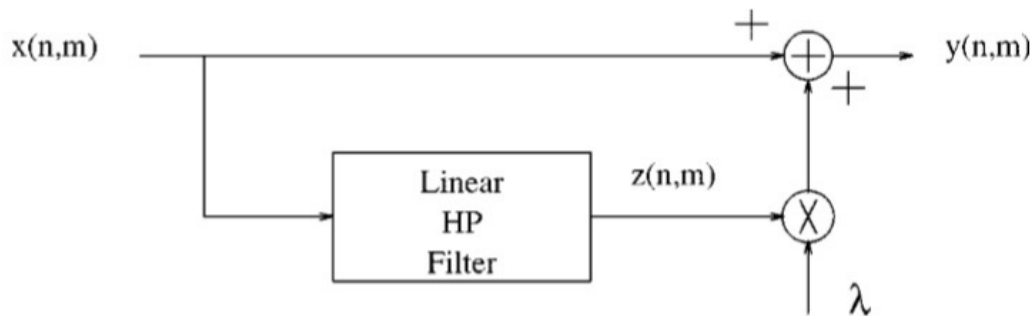 x(n,m)
+
+
y(n,m)
+
Linear
HP
Filter
z(n,m)
X
λ